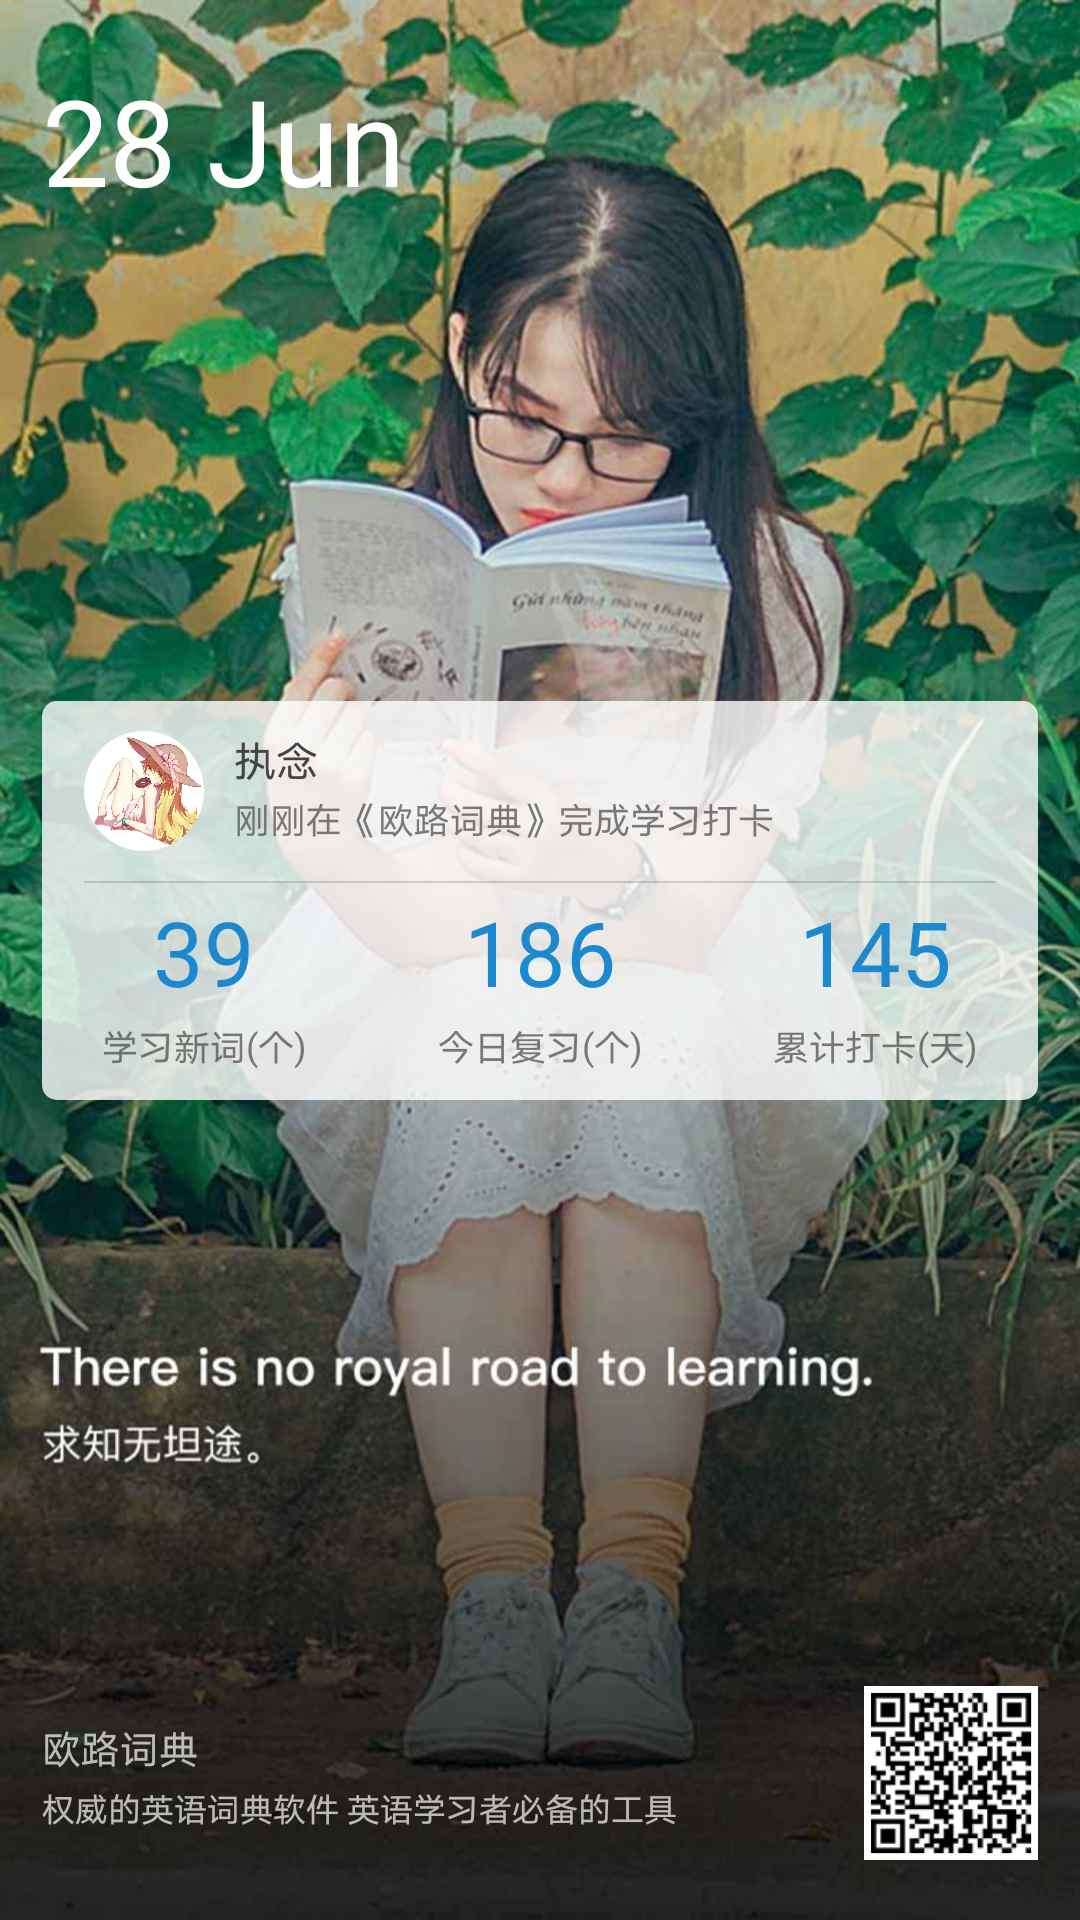 28 Jun
Gửi những năm tháng
bên nhau
执念
刚刚在《欧路词典》完成学习打卡
39 186 145
学习新词(个) 今日复习(个) 累计打卡(天)
There is no royal road to learning.
求知无坦途。
欧路词典
权威的英语词典软件 英语学习者必备的工具